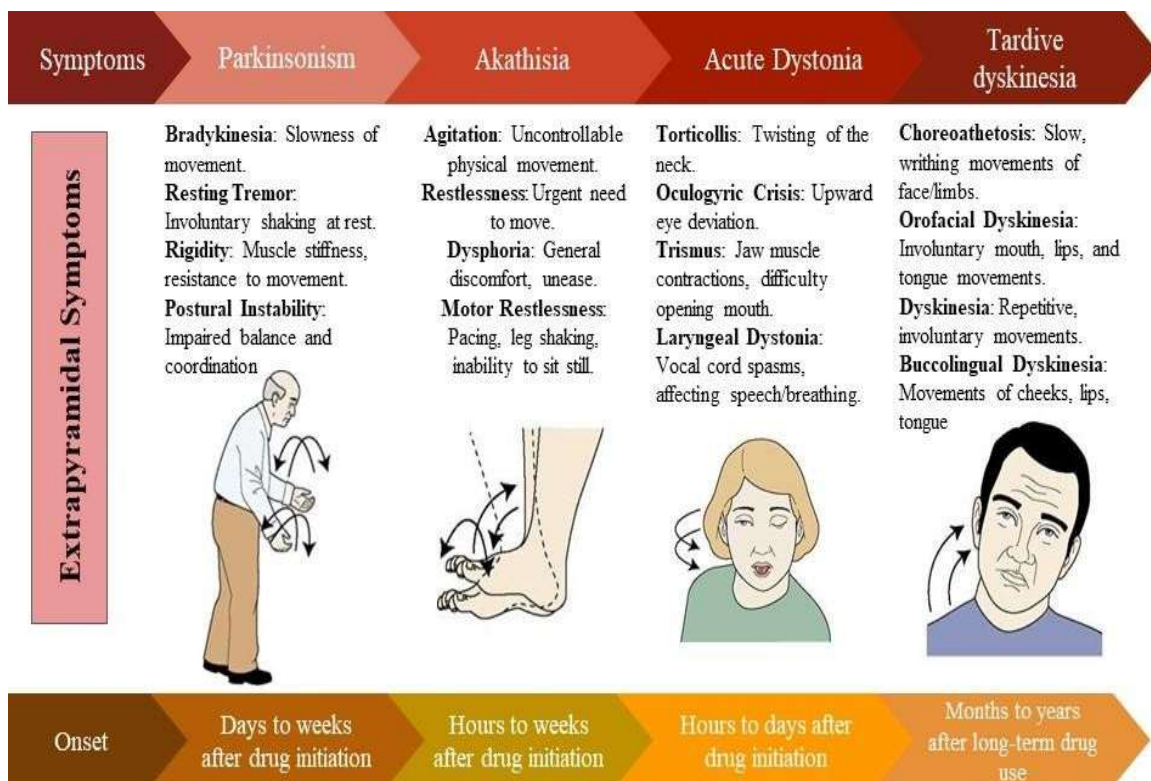 Symptoms
Parkinsonism
Akathisia
Acute Dystonia
Tardive
dyskinesia
Extrapyramidal Symptoms
Bradykinesia: Slowness of
movement.
Resting Tremor:
Involuntary shaking at rest.
Rigidity: Muscle stiffness,
resistance to movement.
Postural Instability:
Impaired balance and
coordination
Agitation: Uncontrollable
physical movement.
Restlessness: Urgent need
to move.
Dysphoria: General
discomfort, unease.
Motor Restlessness:
Pacing, leg shaking,
inability to sit still.
Torticollis: Twisting of the
neck.
Oculogyric Crisis: Upward
eye deviation.
Trismus: Jaw muscle
contractions, difficulty
opening mouth.
Laryngeal Dystonia:
Vocal cord spasms,
affecting speech/breathing.
Choreoathetosis: Slow,
writhing movements of
face/limbs.
Orofacial Dyskinesia:
Involuntary mouth, lips, and
tongue movements.
Dyskinesia: Repetitive,
involuntary movements.
Buccolingual Dyskinesia:
Movements of cheeks, lips,
tongue
Onset
Days to weeks
after drug initiation
Hours to weeks
after drug initiation
Hours to days after
drug initiation
Months to years
after long-term drug
use